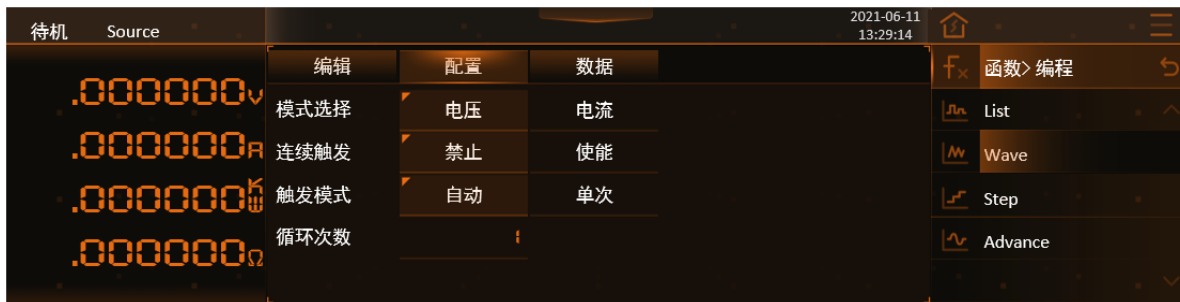 待机 Source
2021-06-11
13:29:14
.000000V
.000000A
.000000KW
.000000Ω
编辑 配置 数据
模式选择 电压 电流
连续触发 禁止 使能
触发模式 自动 单次
循环次数 1
fx 函数>编程
List
Wave
Step
Advance